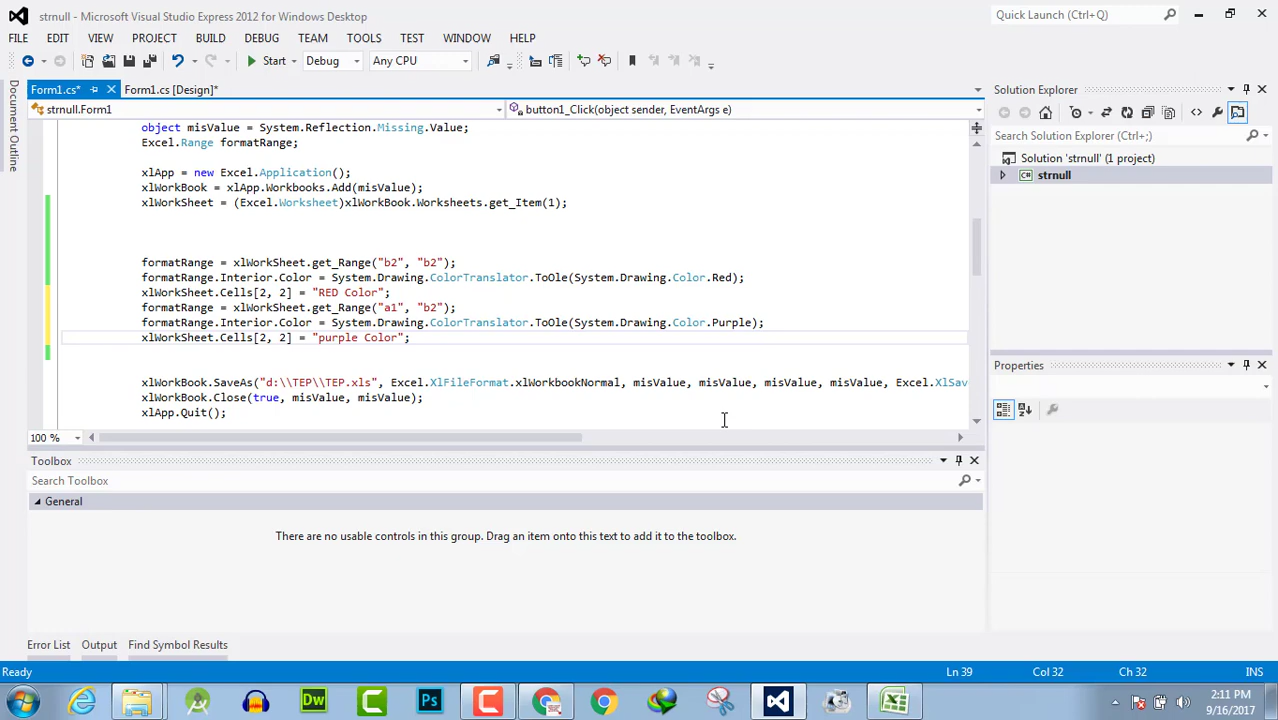 strnull - Microsoft Visual Studio Express 2012 for Windows Desktop
Quick Launch (Ctrl+Q)
FILE EDIT VIEW PROJECT BUILD DEBUG TEAM TOOLS TEST WINDOW HELP
Start Debug Any CPU
Document Outline
Form1.cs* Form1.cs [Design]*
strnull.Form1 button1_Click(object sender, EventArgs e)
object misValue = System.Reflection.Missing.Value;
Excel.Range formatRange;
xlApp = new Excel.Application();
xlWorkBook = xlApp.Workbooks.Add(misValue);
xlWorkSheet = (Excel.Worksheet)xlWorkBook.Worksheets.get_Item(1);
formatRange = xlWorkSheet.get_Range("b2", "b2");
formatRange.Interior.Color = System.Drawing.ColorTranslator.ToOle(System.Drawing.Color.Red);
xlWorkSheet.Cells[2, 2] = "RED Color";
formatRange = xlWorkSheet.get_Range("a1", "b2");
formatRange.Interior.Color = System.Drawing.ColorTranslator.ToOle(System.Drawing.Color.Purple);
xlWorkSheet.Cells[2, 2] = "purple Color";
xlWorkBook.SaveAs("d:\\TEP\\TEP.xls", Excel.XlFileFormat.xlWorkbookNormal, misValue, misValue, misValue, misValue, Excel.XlSav
xlWorkBook.Close(true, misValue, misValue);
xlApp.Quit();
100 %
Solution Explorer
Search Solution Explorer (Ctrl+;)
Solution 'strnull' (1 project)
C# strnull
Properties
Toolbox
Search Toolbox
General
There are no usable controls in this group. Drag an item onto this text to add it to the toolbox.
Error List Output Find Symbol Results
Ready Ln 39 Col 32 Ch 32 INS
Dw Ps
2:11 PM
9/16/2017